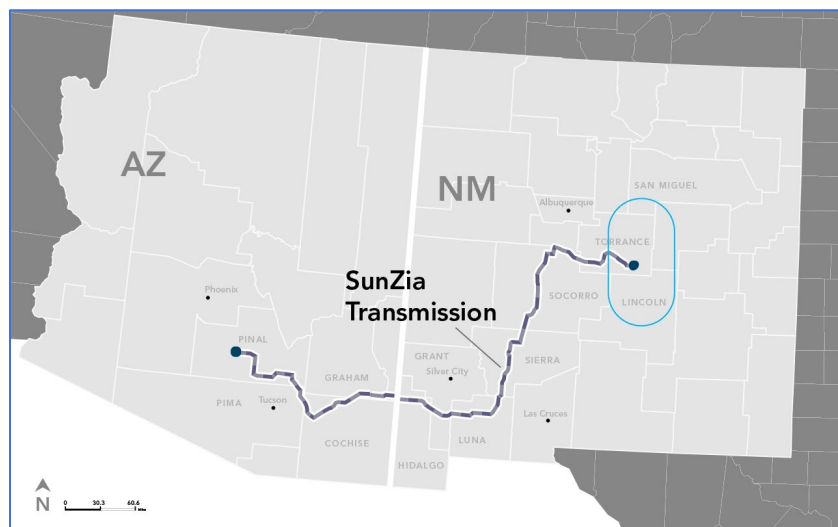 AZ
NM
SAN MIGUEL
Albuquerque
TORRANCE
SunZia
Transmission
Phoenix
SOCORRO
LINCOLN
PINAL
GRANT
SIERRA
Silver City
GRAHAM
PIMA
Tucson
Las Cruces
COCHISE
LUNA
HIDALGO
N
0 30.3 60.6 Miles